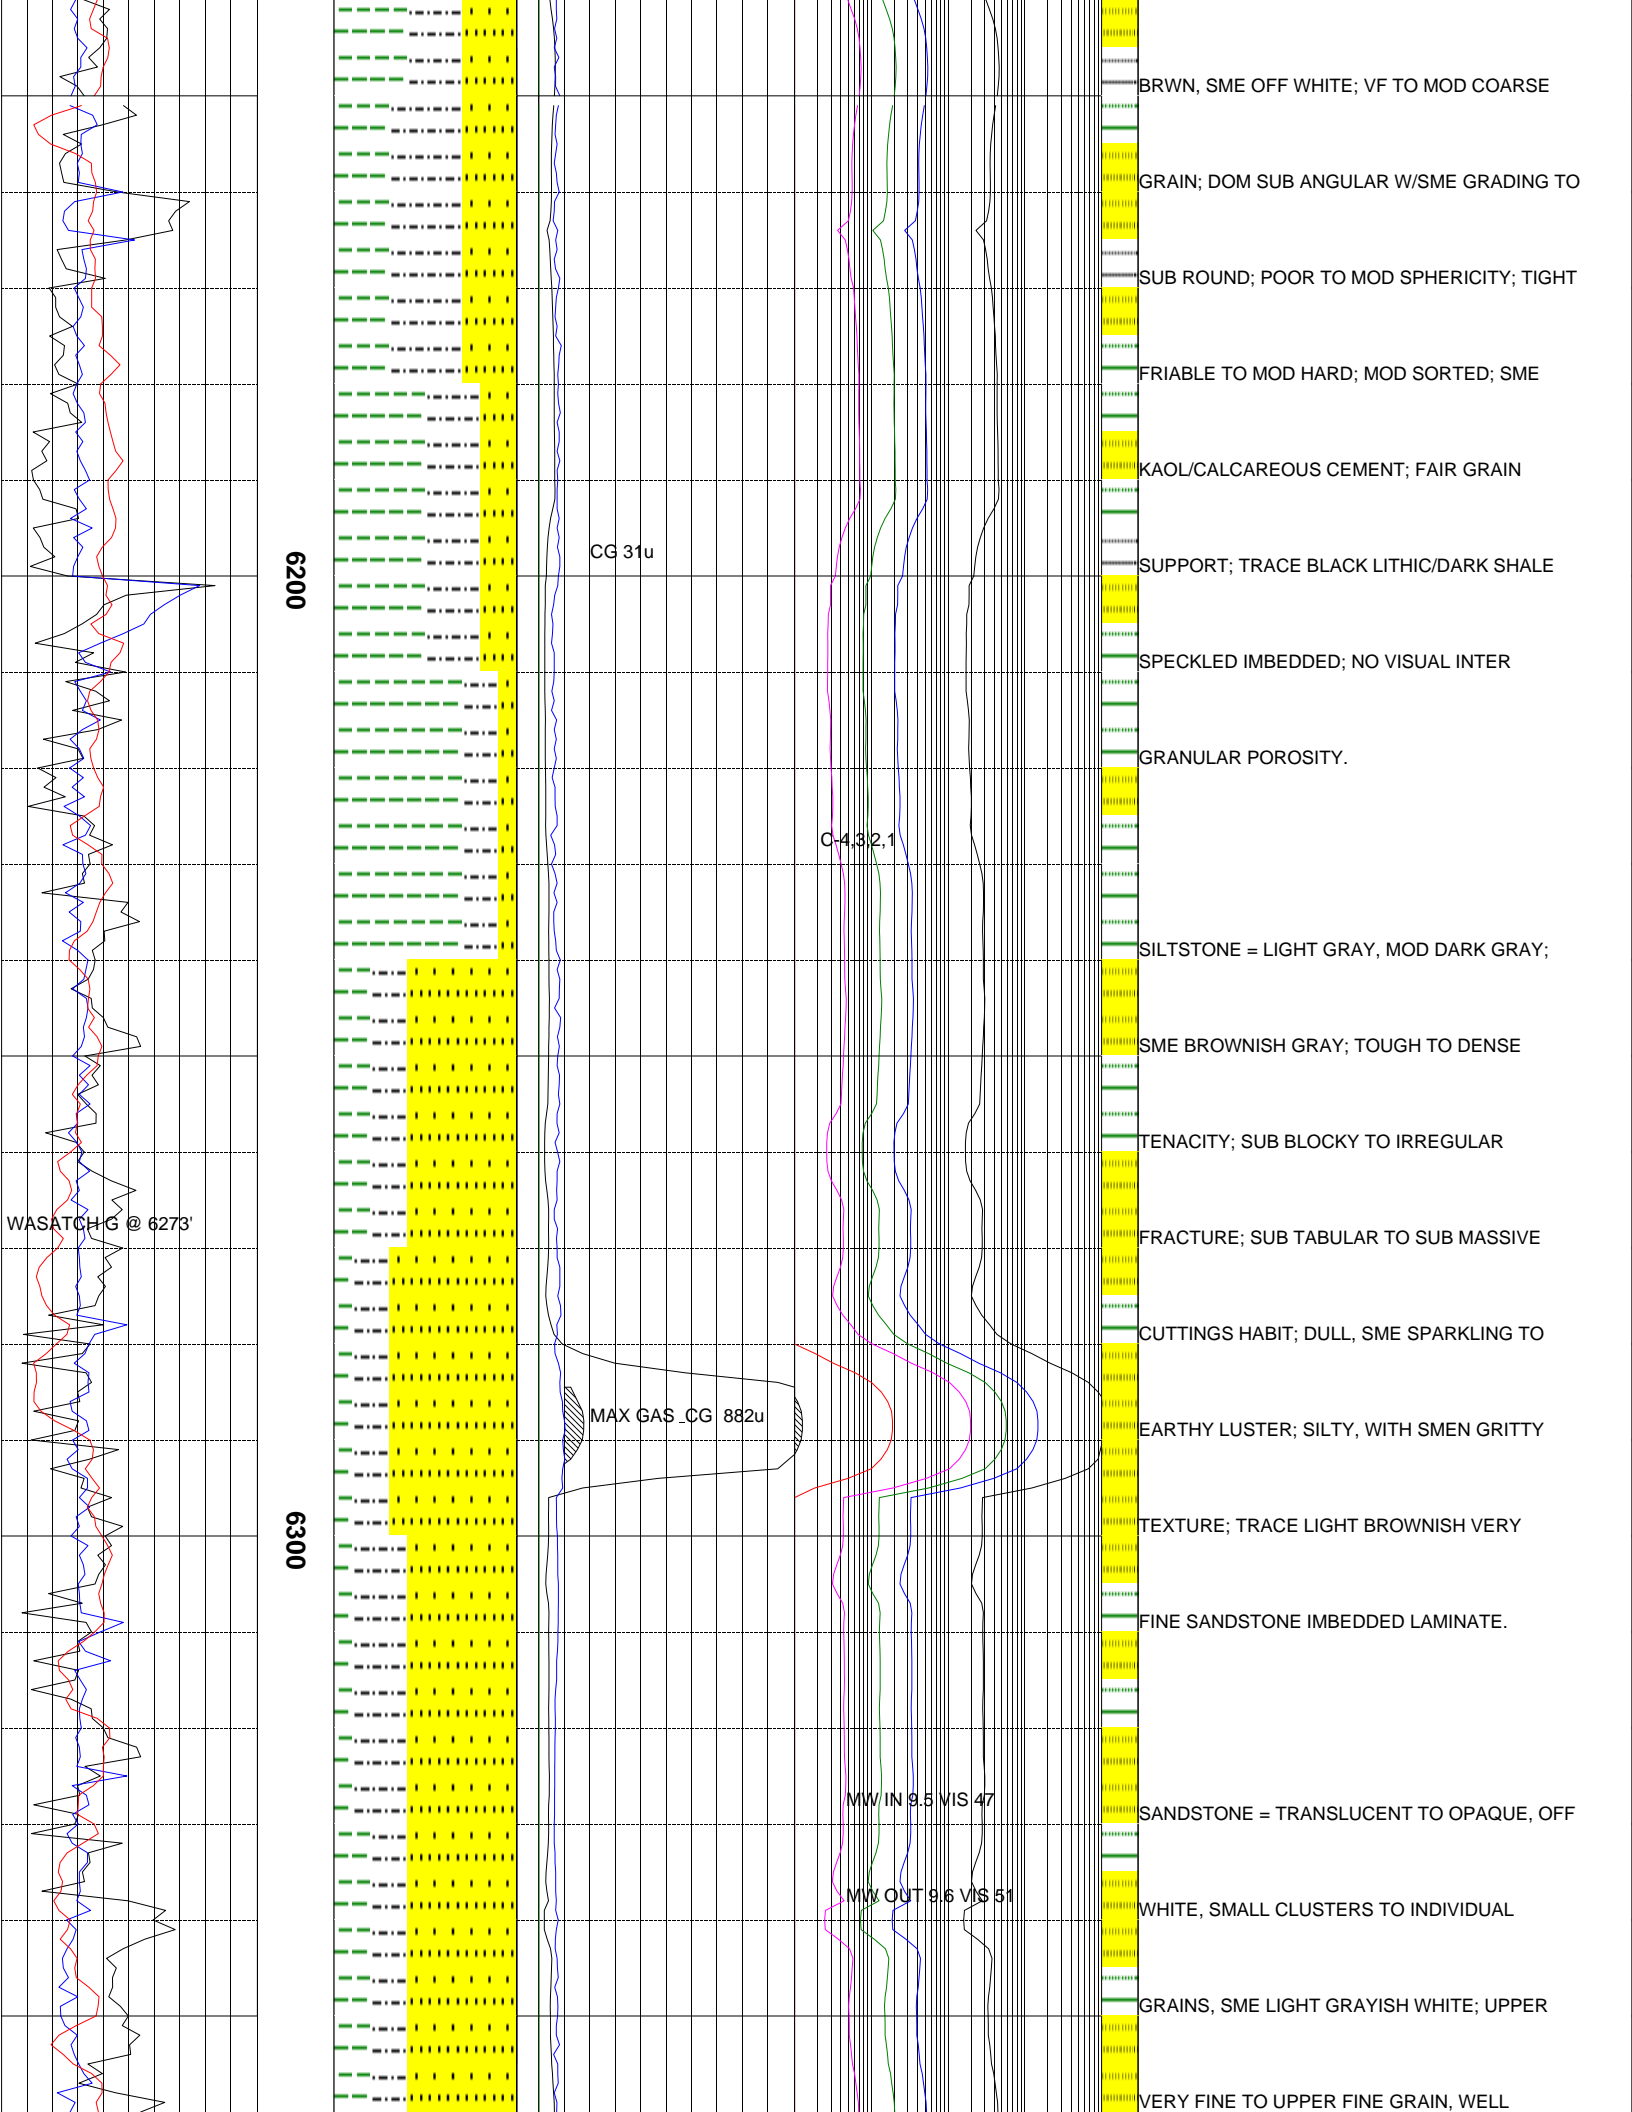 BRWN, SME OFF WHITE; VF TO MOD COARSE
GRAIN; DOM SUB ANGULAR W/SME GRADING TO
SUB ROUND; POOR TO MOD SPHERICITY; TIGHT
FRIABLE TO MOD HARD; MOD SORTED; SME
KAOL/CALCAREOUS CEMENT; FAIR GRAIN
CG 31u
SUPPORT; TRACE BLACK LITHIC/DARK SHALE
6200
SPECKLED IMBEDDED; NO VISUAL INTER
GRANULAR POROSITY.
C-4,3,2,1
SILTSTONE = LIGHT GRAY, MOD DARK GRAY;
SME BROWNISH GRAY; TOUGH TO DENSE
TENACITY; SUB BLOCKY TO IRREGULAR
WASATCH G @ 6273'
FRACTURE; SUB TABULAR TO SUB MASSIVE
CUTTINGS HABIT; DULL, SME SPARKLING TO
MAX GAS _CG 882u
EARTHY LUSTER; SILTY, WITH SMEN GRITTY
6300
TEXTURE; TRACE LIGHT BROWNISH VERY
FINE SANDSTONE IMBEDDED LAMINATE.
MW IN 9.5 VIS 47
SANDSTONE = TRANSLUCENT TO OPAQUE, OFF
MW OUT 9.6 VIS 51
WHITE, SMALL CLUSTERS TO INDIVIDUAL
GRAINS, SME LIGHT GRAYISH WHITE; UPPER
VERY FINE TO UPPER FINE GRAIN, WELL